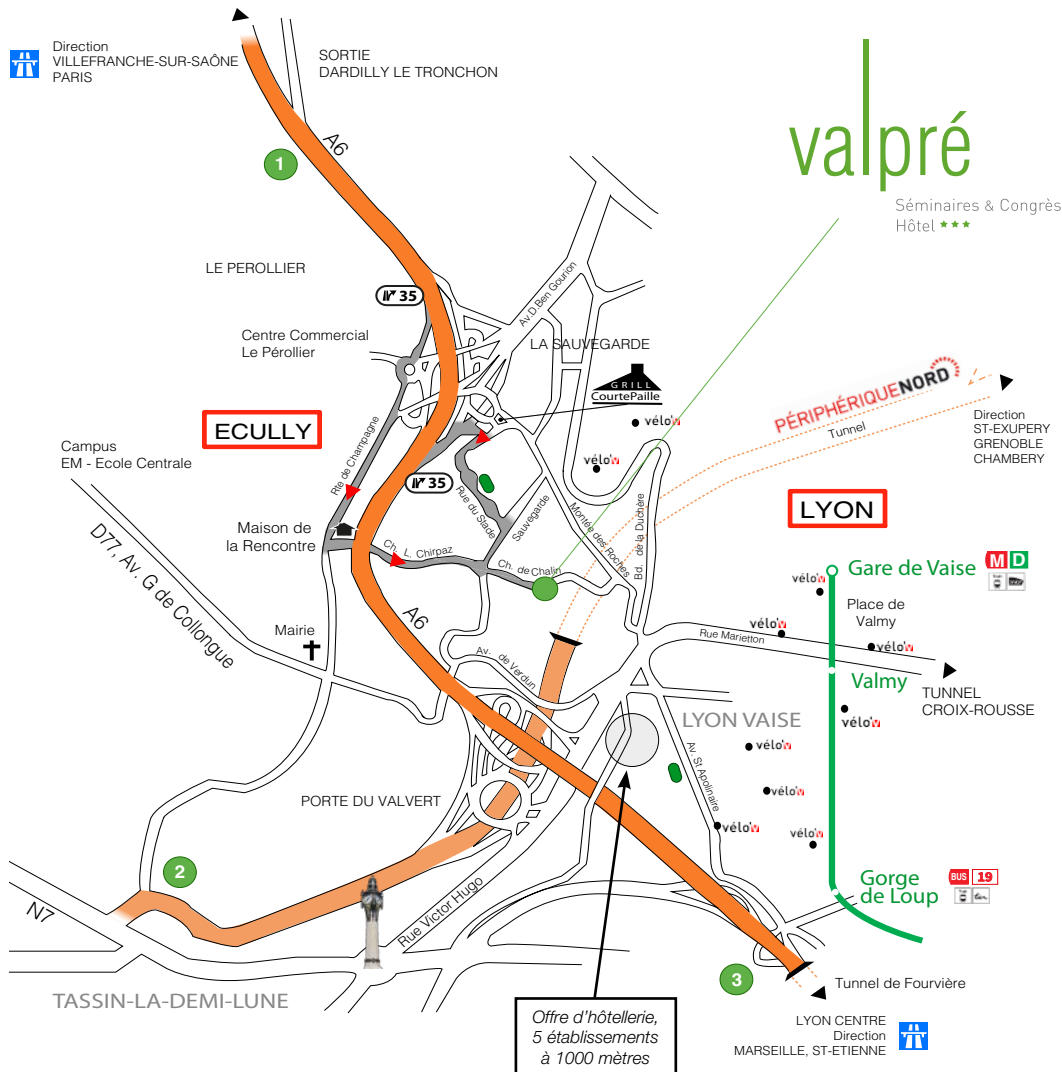 Direction
VILLEFRANCHE-SUR-SAÔNE
PARIS
SORTIE
DARDILLY LE TRONCHON
A6
1
valpré
Séminaires & Congrès
Hôtel ★★★
LE PEROLLIER
35
Av.D.Ben Gourion
Centre Commercial
Le Pérollier
LA SAUVEGARDE
GRILL
CourtePaille
PÉRIPHÉRIQUENORD
Tunnel
Direction
ST-EXUPERY
GRENOBLE
CHAMBERY
ECULLY
vélo'v
vélo'v
Campus
EM - Ecole Centrale
Rte de Champagne
35
Rue du Stade
Sauvegarde
Montée des Roches
Bd. de la Duchère
LYON
Maison de
la Rencontre
Ch. L. Chirpaz
Ch. de Chalin
D77, Av. G de Collongue
A6
Gare de Vaise
M D
vélo'v
Place de
Valmy
vélo'v
Rue Marietton
vélo'v
Mairie
Av. de Verdun
Valmy
TUNNEL
CROIX-ROUSSE
LYON VAISE
vélo'v
Av. St Apolinaire
vélo'v
vélo'v
vélo'v
vélo'v
PORTE DU VALVERT
2
N7
Rue Victor Hugo
Gorge
de Loup
BUS 19
3
Tunnel de Fourvière
TASSIN-LA-DEMI-LUNE
Offre d'hôtellerie,
5 établissements
à 1000 mètres
LYON CENTRE
Direction
MARSEILLE, ST-ETIENNE